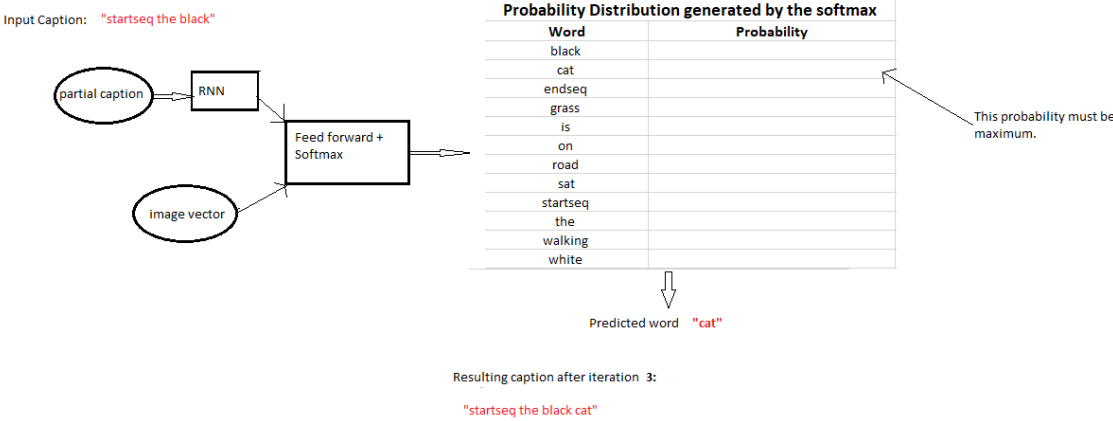 Input Caption: "startseq the black"
partial caption
RNN
Feed forward +
Softmax
image vector
Probability Distribution generated by the softmax
Word Probability
black
cat
endseq
grass
is
on
road
sat
startseq
the
walking
white
This probability must be
maximum.
Predicted word "cat"
Resulting caption after iteration 3:
"startseq the black cat"